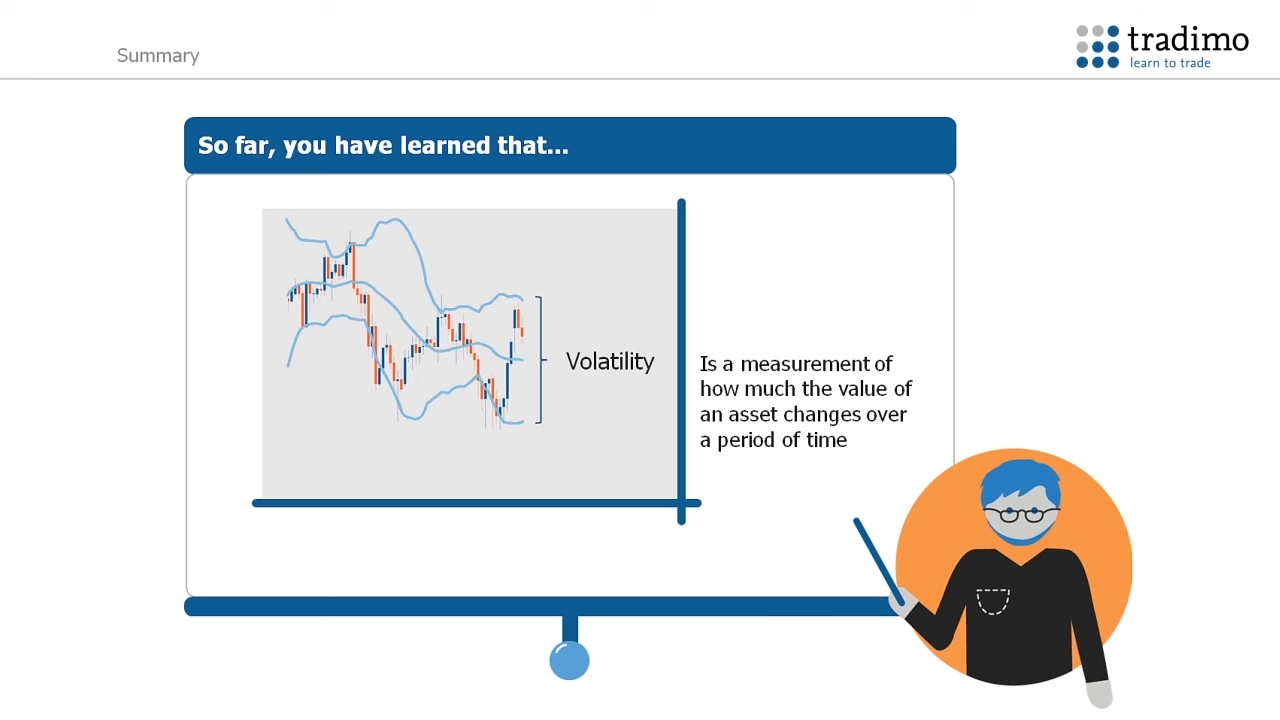 Summary
tradimo
learn to trade
So far, you have learned that...
Volatility
Is a measurement of
how much the value of
an asset changes over
a period of time